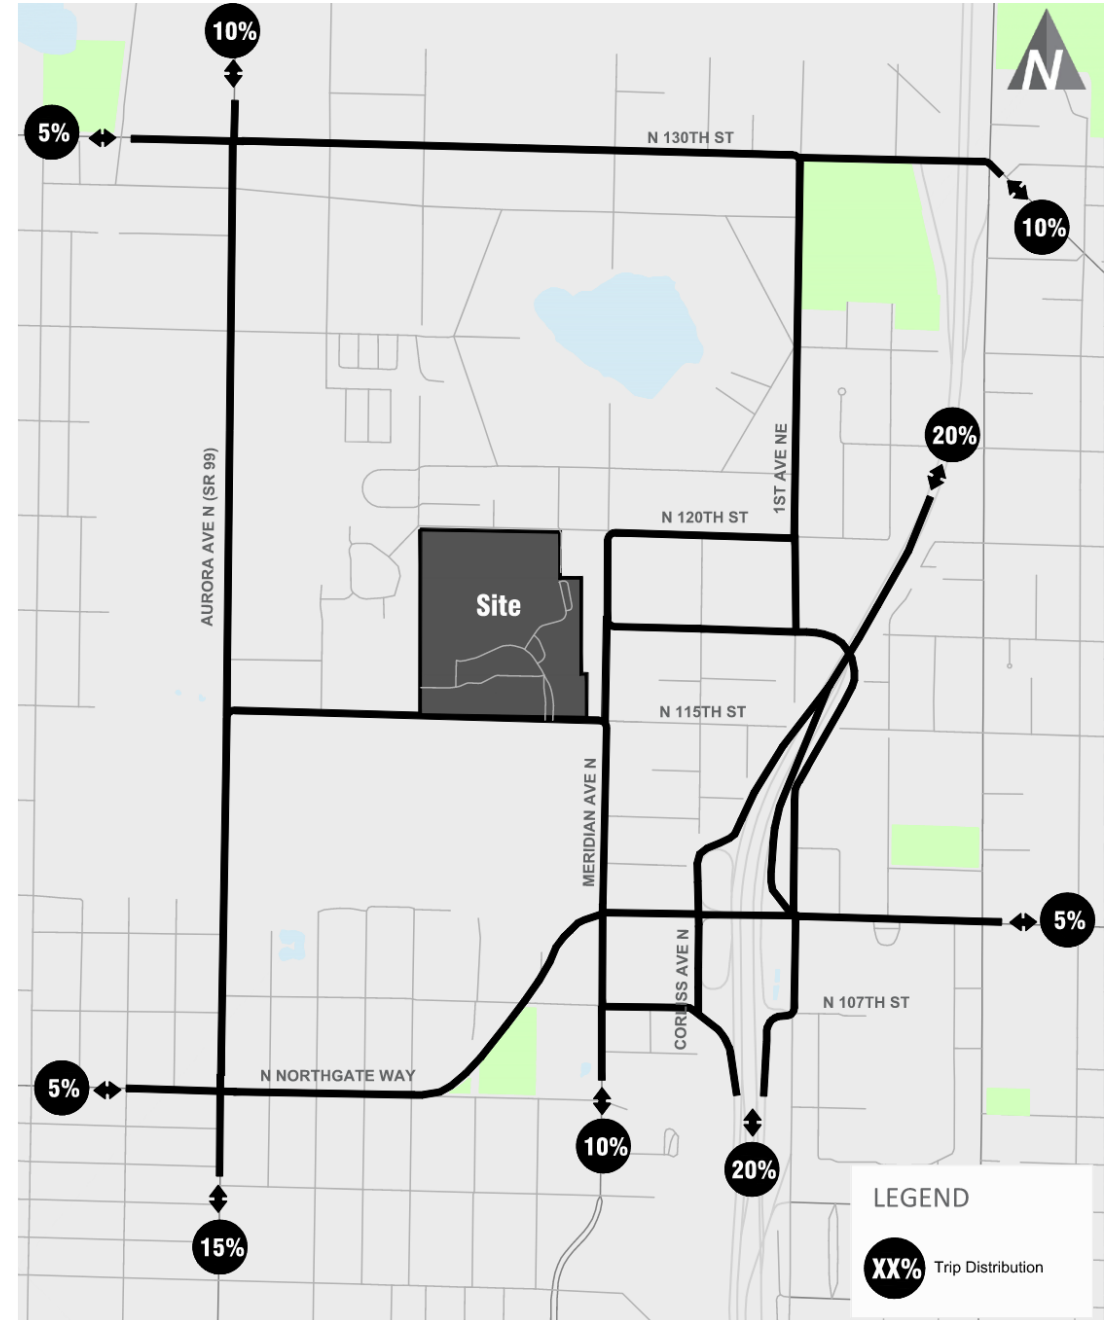 10%
N
5%
N 130TH ST
10%
20%
1ST AVE NE
AURORA AVE N (SR 99)
N 120TH ST
Site
N 115TH ST
MERIDIAN AVE N
5%
CORLISS AVE N
N 107TH ST
N NORTHGATE WAY
5%
10%
20%
15%
LEGEND
XX% Trip Distribution